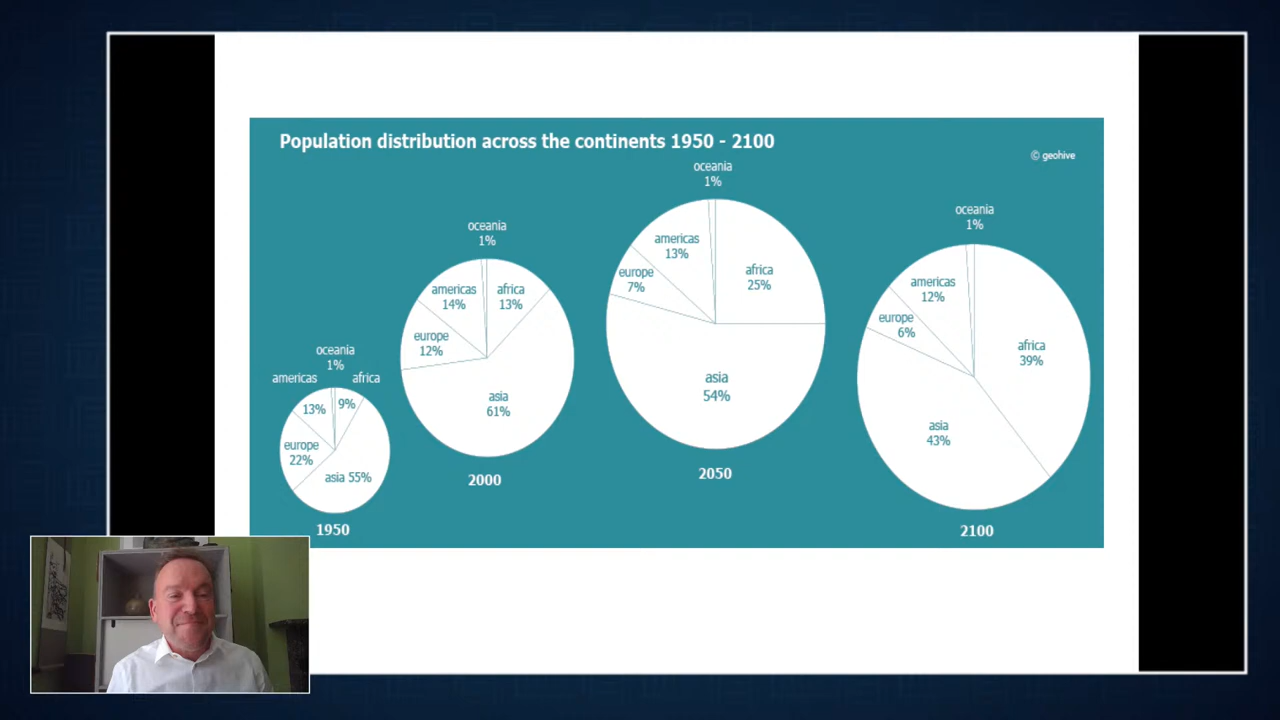 Population distribution across the continents 1950 - 2100
© geohive
oceania
1%
americas
13%
africa
9%
europe
22%
asia 55%
1950
oceania
1%
americas
14%
africa
13%
europe
12%
asia
61%
2000
oceania
1%
americas
13%
africa
25%
europe
7%
asia
54%
2050
oceania
1%
americas
12%
africa
39%
europe
6%
asia
43%
2100